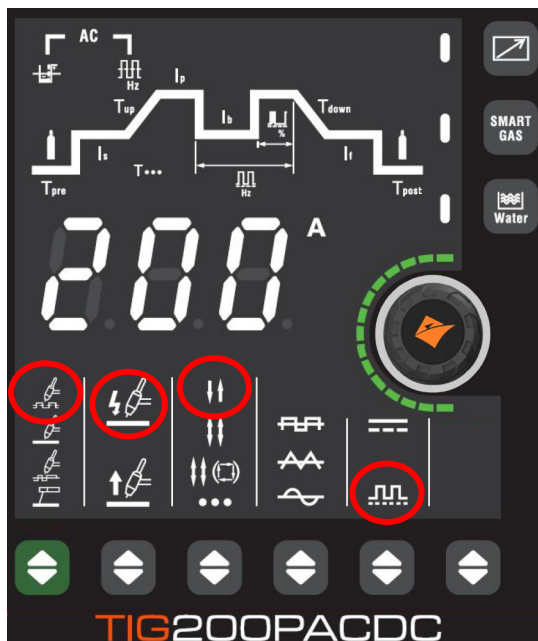 AC
Hz
Ip
Tup
Ib
%
Tdown
SMART
GAS
Is
T•••
If
Hz
Tpre
Tpost
Water
200 A
TIG200PACDC